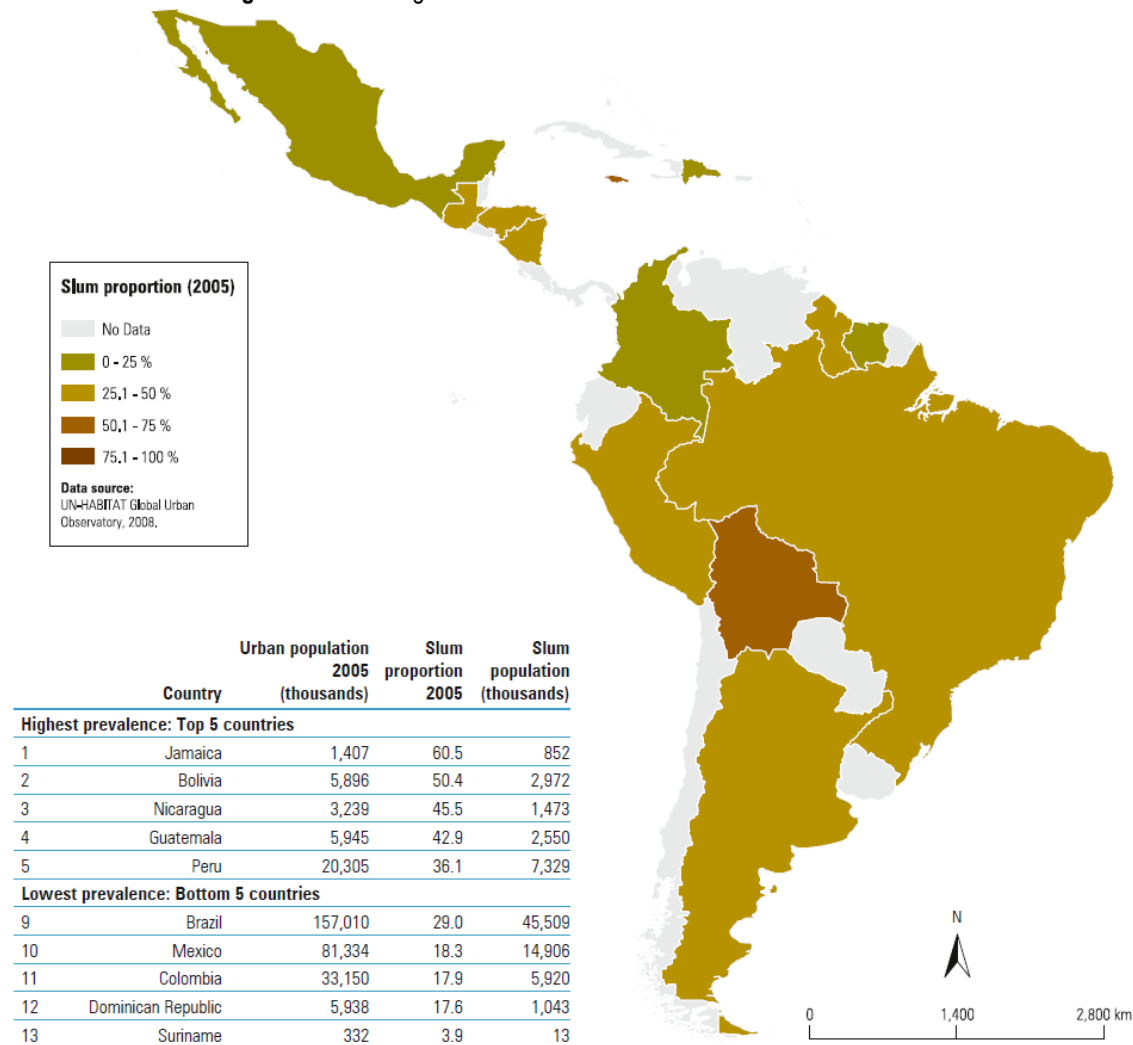 Slum proportion (2005)
No Data
0 - 25 %
25.1 - 50 %
50.1 - 75 %
75.1 - 100 %
Data source:
UN-HABITAT Global Urban
Observatory, 2008.
Urban population Slum Slum
2005 proportion population
Country (thousands) 2005 (thousands)
Highest prevalence: Top 5 countries
1 Jamaica 1,407 60.5 852
2 Bolivia 5,896 50.4 2,972
3 Nicaragua 3,239 45.5 1,473
4 Guatemala 5,945 42.9 2,550
5 Peru 20,305 36.1 7,329
Lowest prevalence: Bottom 5 countries
9 Brazil 157,010 29.0 45,509
10 Mexico 81,334 18.3 14,906
11 Colombia 33,150 17.9 5,920
12 Dominican Republic 5,938 17.6 1,043
13 Suriname 332 3.9 13
N
0 1,400 2,800 km